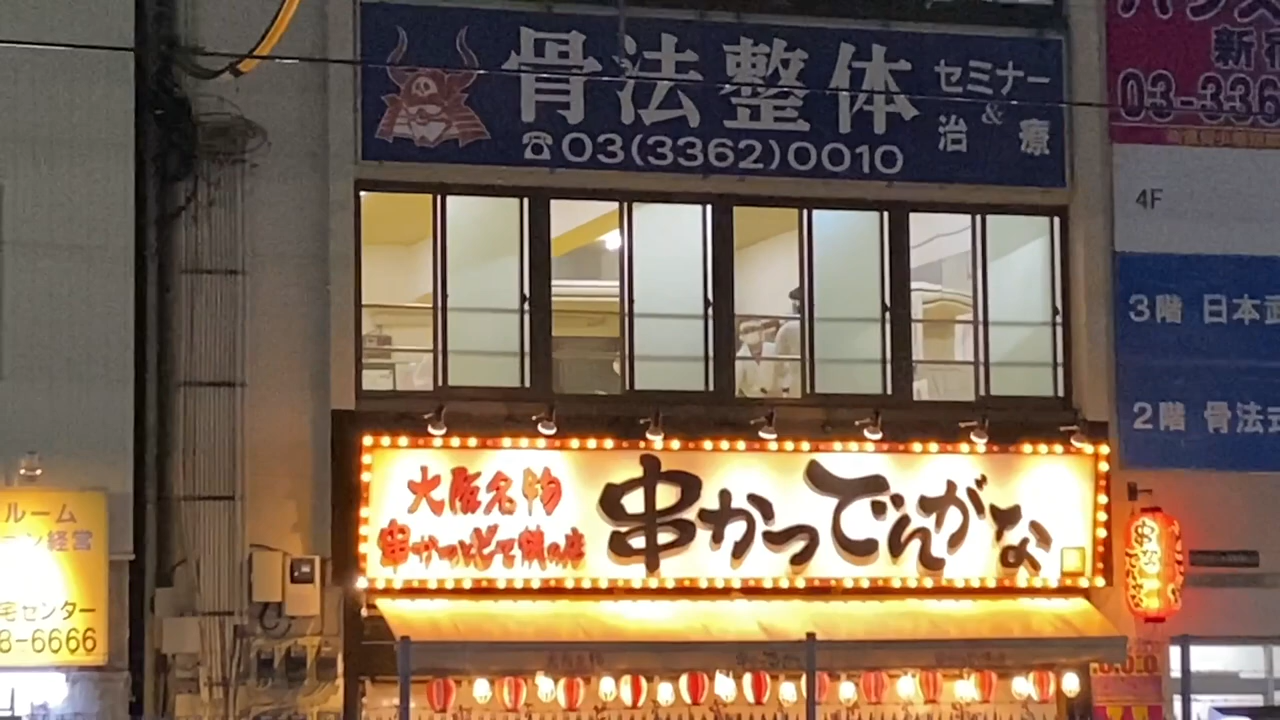 骨法整体
セミナー
&
治療
☎03(3362)0010
新宿
03-336
4F
3階 日本武
2階 骨法式
大阪名物
串かつとどて焼の店
串かつでんがな
ルーム
ン経営
宅センター
8-6666